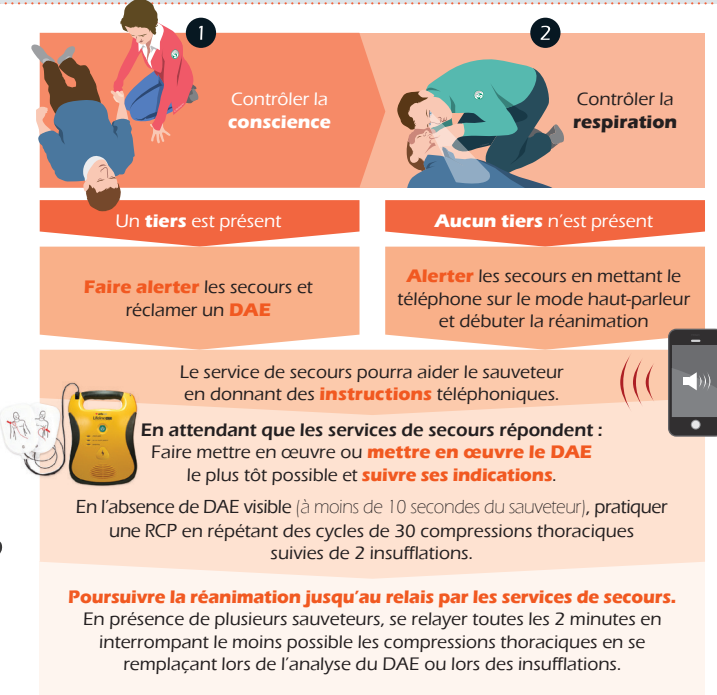 1
2
Contrôler la
conscience
Contrôler la
respiration
Un tiers est présent
Aucun tiers n'est présent
Faire alerter les secours et
réclamer un DAE
Alerter les secours en mettant le
téléphone sur le mode haut-parleur
et débuter la réanimation
Le service de secours pourra aider le sauveteur
en donnant des instructions téléphoniques.
En attendant que les services de secours répondent :
Faire mettre en œuvre ou mettre en œuvre le DAE
le plus tôt possible et suivre ses indications.
En l'absence de DAE visible (à moins de 10 secondes du sauveteur), pratiquer
une RCP en répétant des cycles de 30 compressions thoraciques
suivies de 2 insufflations.
Poursuivre la réanimation jusqu'au relais par les services de secours.
En présence de plusieurs sauveteurs, se relayer toutes les 2 minutes en
interrompant le moins possible les compressions thoraciques en se
remplaçant lors de l'analyse du DAE ou lors des insufflations.